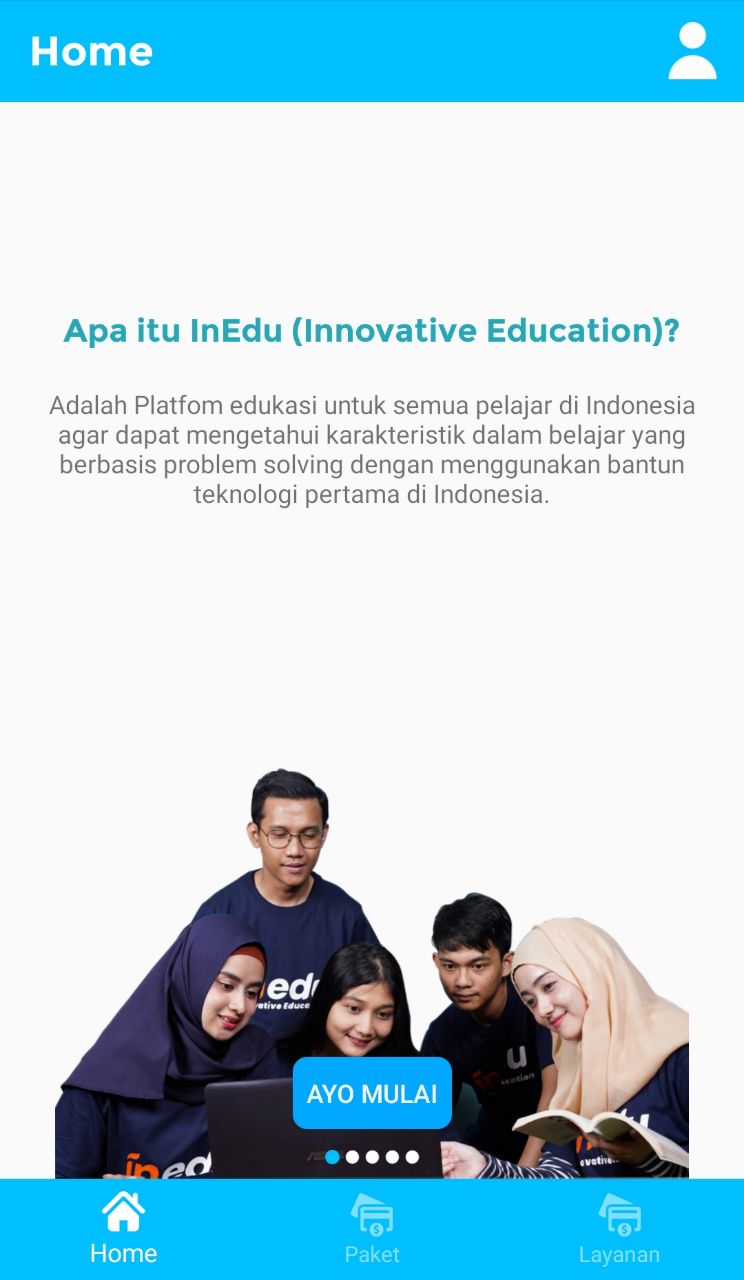 Home
Apa itu InEdu (Innovative Education)?
Adalah Platfom edukasi untuk semua pelajar di Indonesia
agar dapat mengetahui karakteristik dalam belajar yang
berbasis problem solving dengan menggunakan bantun
teknologi pertama di Indonesia.
AYO MULAI
Home
Paket
Layanan